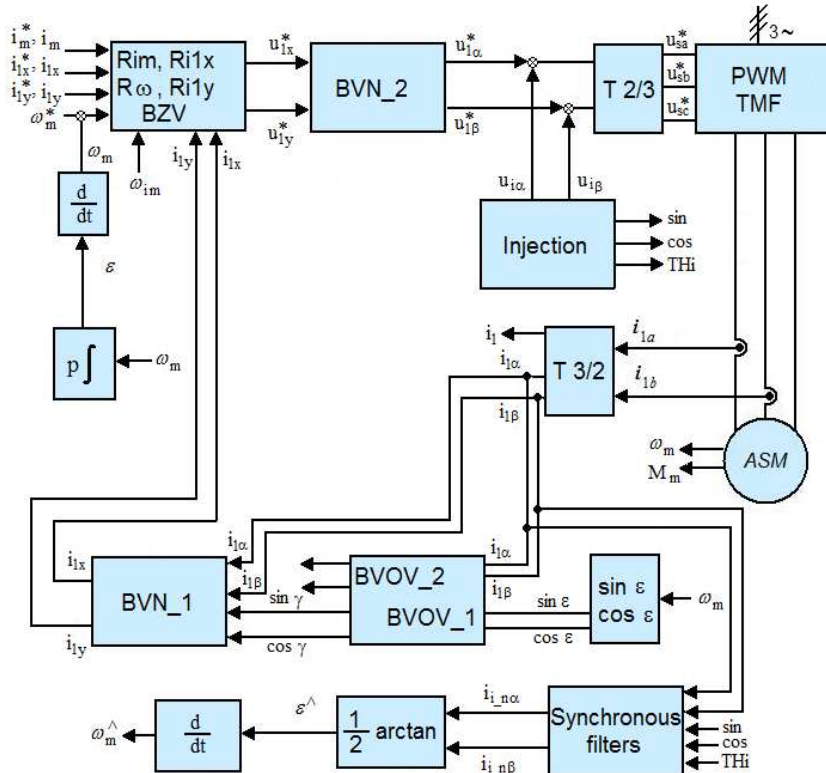 i*m, im
i*1x, i1x
i*1y, i1y
ω*m
ωm
Rim, Ri1x
Rω, Ri1y
BZV
u*1x
u*1y
BVN_2
u*1α
u*1β
T 2/3
u*sa
u*sb
u*sc
3~
PWM
TMF
i1y
i1x
ωim
d
dt
ε
p∫
ωm
uiα
uiβ
Injection
sin
cos
THi
i1
i1α
i1β
T 3/2
i1a
i1b
ωm
Mm
ASM
i1x
i1y
BVN_1
i1α
i1β
sin γ
cos γ
BVOV_2
BVOV_1
i1α
i1β
sin ε
cos ε
sin ε
cos ε
ωm
ω^m
d
dt
ε^
1
2
arctan
ii_nα
ii_nβ
Synchronous
filters
sin
cos
THi